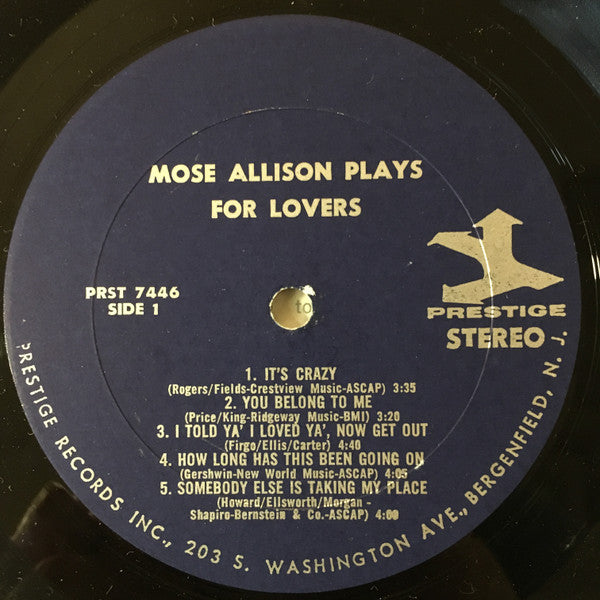 MOSE ALLISON PLAYS
FOR LOVERS
PRST 7446
SIDE 1
PRESTIGE
STEREO
to
1. IT'S CRAZY
(Rogers/Fields-Crestview Music-ASCAP) 3:35
2. YOU BELONG TO ME
(Price/King-Ridgeway Music-BMI) 3:20
3. I TOLD YA' I LOVED YA', NOW GET OUT
(Firgo/Ellis/Carter) 4:40
4. HOW LONG HAS THIS BEEN GOING ON
(Gershwin-New World Music-ASCAP) 4:05
5. SOMEBODY ELSE IS TAKING MY PLACE
(Howard/Ellsworth/Morgan -
Shapiro-Bernstein & Co.-ASCAP) 4:00
PRESTIGE RECORDS INC., 203 S. WASHINGTON AVE., BERGENFIELD, N. J.